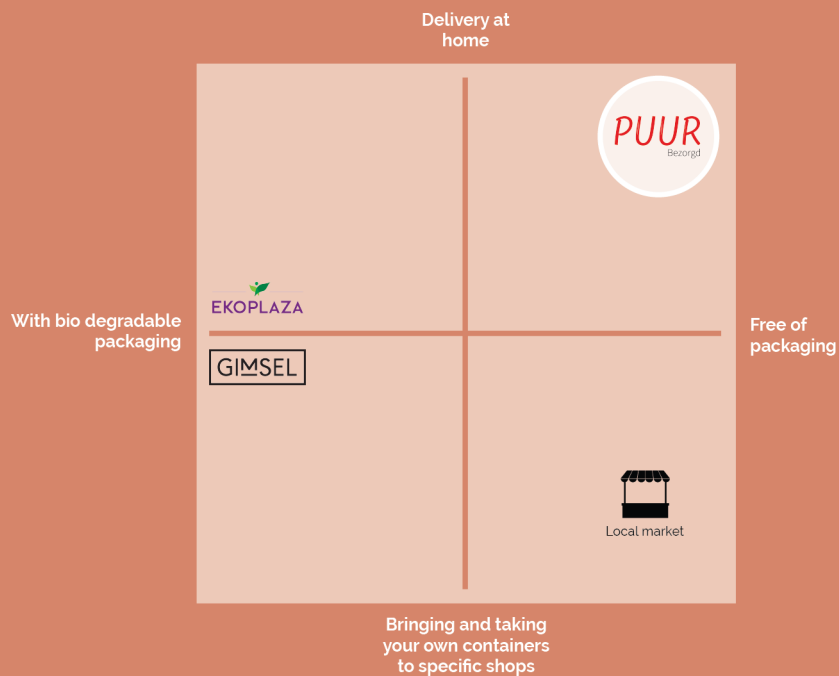 Delivery at
home
PUUR
Bezorgd
EKOPLAZA
With bio degradable
packaging
Free of
packaging
GIMSEL
Local market
Bringing and taking
your own containers
to specific shops